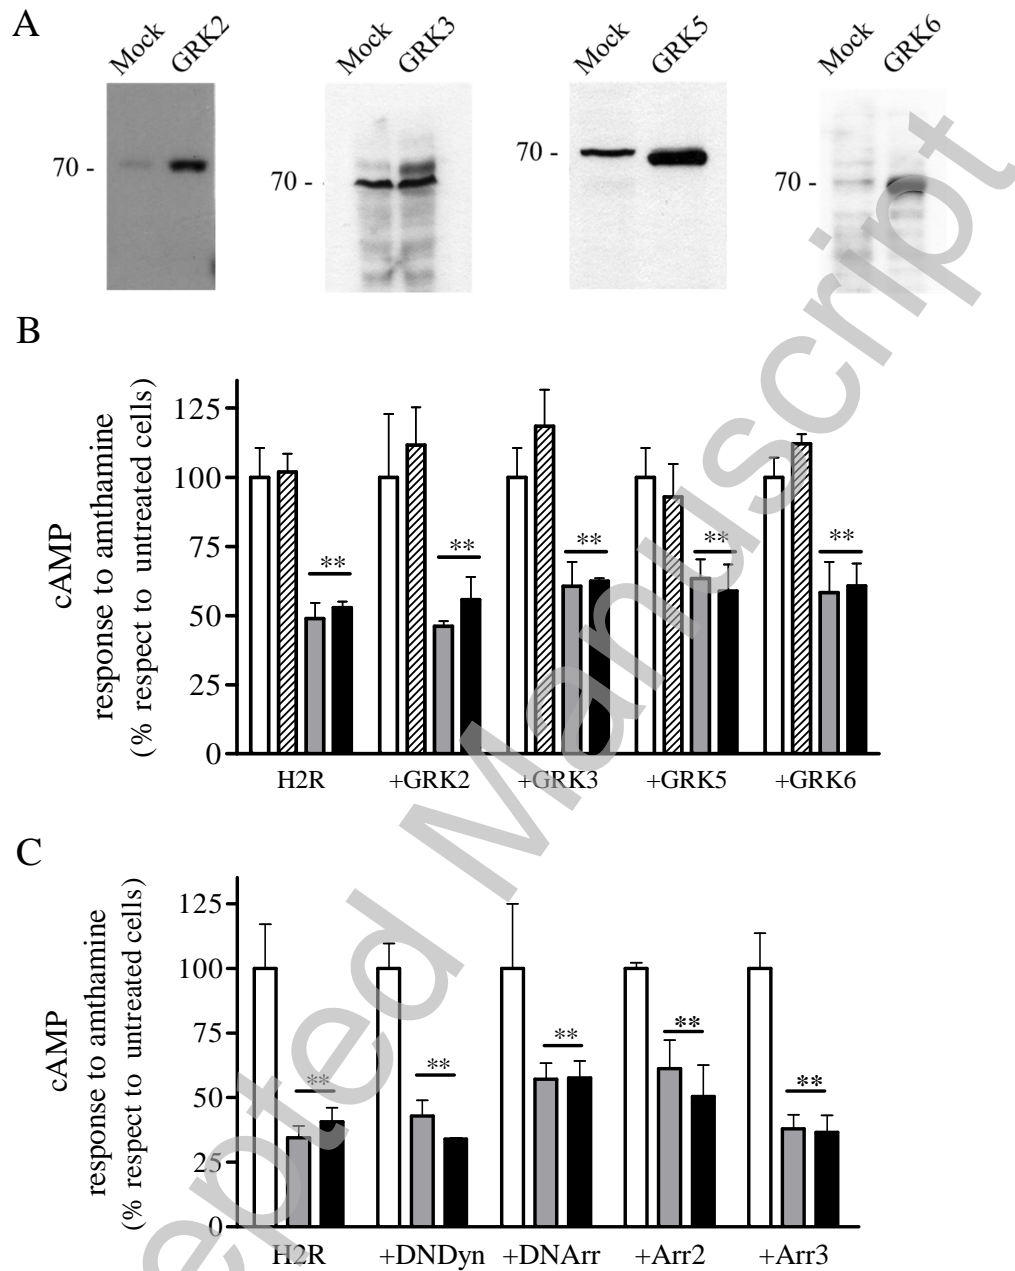 A
Mock GRK2
Mock GRK3
Mock GRK5
Mock GRK6
70 -
70 -
70 -
70 -
B
cAMP
response to amthamine
(% respect to untreated cells)
125
100
75
50
25
0
** ** ** ** **
H2R +GRK2 +GRK3 +GRK5 +GRK6
C
cAMP
response to amthamine
(% respect to untreated cells)
125
100
75
50
25
0
** ** ** ** **
H2R +DNDyn +DNArr +Arr2 +Arr3
epted Manuscript